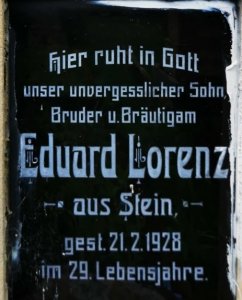 Hier ruht in Gott
unser unvergesslicher Sohn,
Bruder u. Bräutigam
Eduard Lorenz
aus Stein,
gest. 21.2.1928
im 29. Lebensjahre.